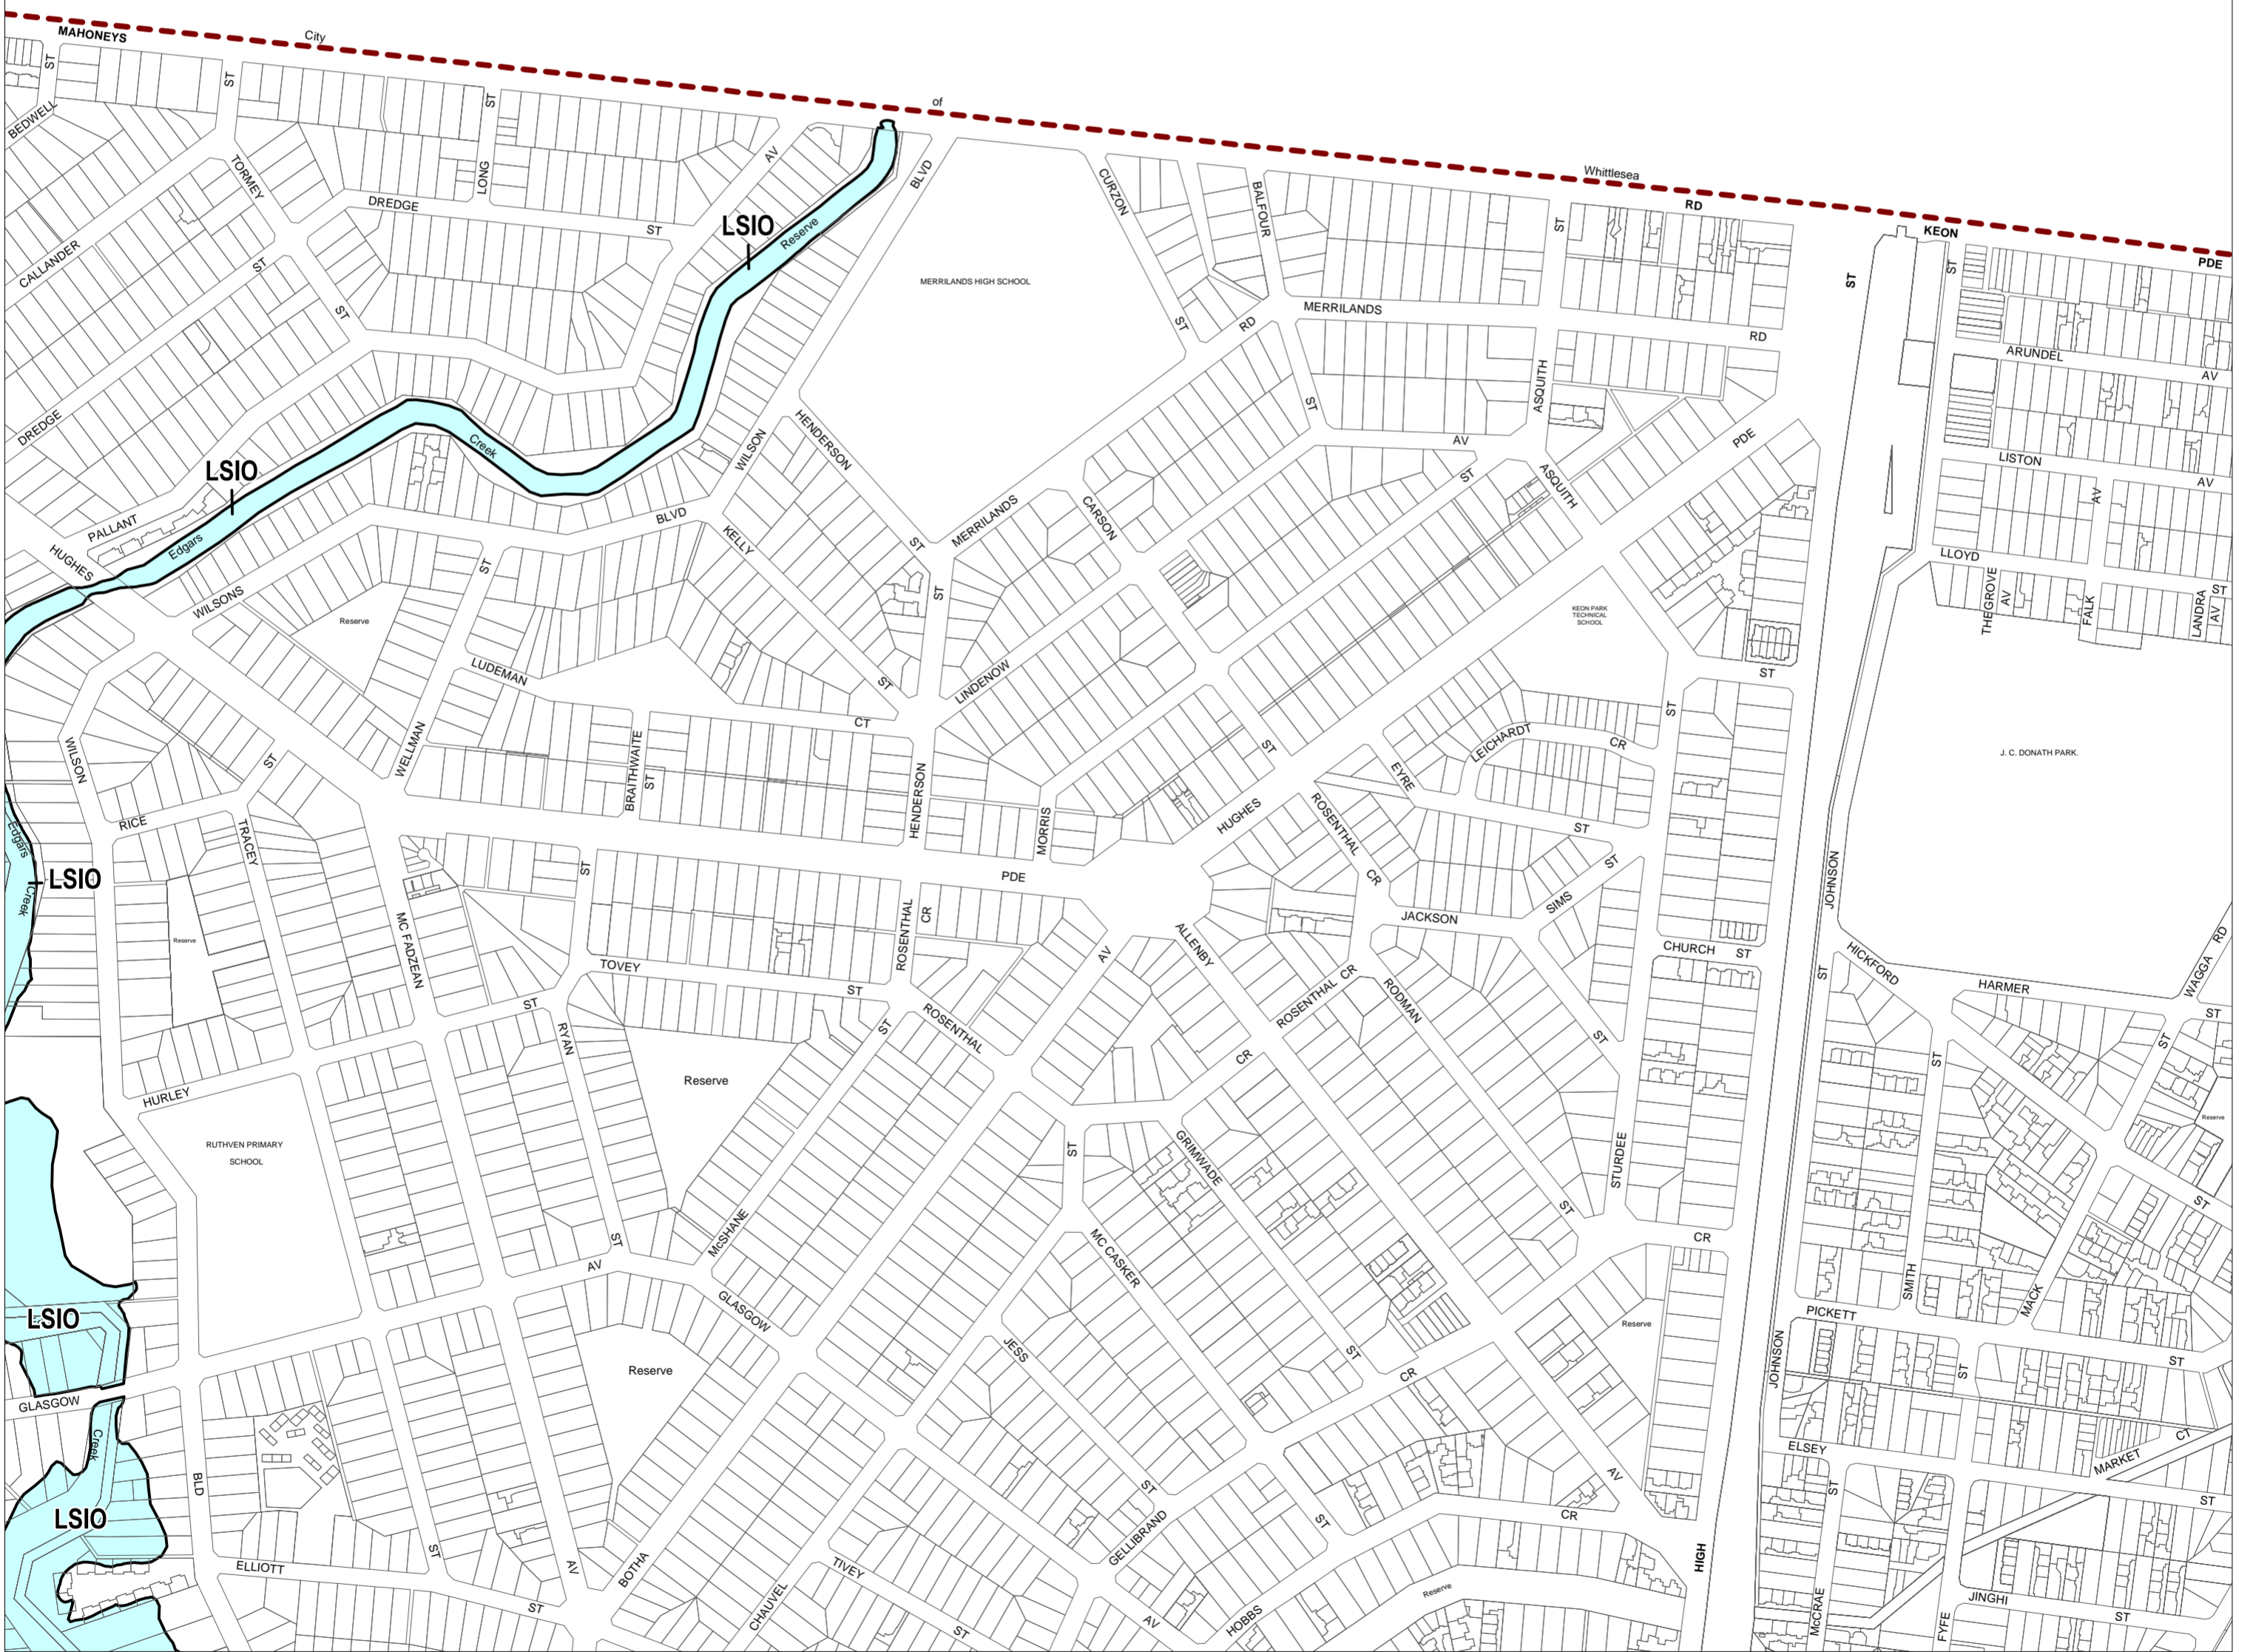 MAHONEYS
City
of
Whittlesea
RD
KEON
PDE
ST
ST
ST
BEDWELL
TORMEY
LONG
AV
BLVD
CURZON
BALFOUR
ST
ST
ST
DREDGE
ST
LSIO
Reserve
MERRILANDS HIGH SCHOOL
CALLANDER
ST
ST
MERRILANDS
RD
RD
ST
ARUNDEL
AV
ASQUITH
ST
DREDGE
Creek
LSIO
WILSON
HENDERSON
AV
PDE
LISTON
AV
AV
ST
ASQUITH
PALLANT
BLVD
MERRILANDS
CARSON
Edgars
HUGHES
KELLY
ST
LLOYD
ST
WILSONS
ST
ST
Reserve
KEON PARK
TECHNICAL
SCHOOL
THE GROVE
AV
FALK
LANDRA
AV
LUDEMAN
ST
LINDENOW
ST
CT
ST
WELLMAN
WILSON
ST
BRAITHWAITE
ST
HENDERSON
ST
LEICHARDT
CR
EYRE
J. C. DONATH PARK.
RICE
TRACEY
MORRIS
HUGHES
ROSENTHAL
CR
ST
Edgars
Creek
LSIO
ST
PDE
ST
SIMS
JACKSON
JOHNSON
MC FADZEAN
ROSENTHAL
CR
AV
ALLENBY
Reserve
TOVEY
ST
CHURCH
ST
HICKFORD
ST
HARMER
WAGGA
RD
ST
ST
RYAN
ST
ROSENTHAL
ROSENTHAL CR
RODMAN
ST
CR
ST
ST
Reserve
HURLEY
RUTHVEN PRIMARY
SCHOOL
ST
GRIMWADE
STURDEE
Reserve
ST
ST
McSHANE
ST
AV
MC CASKER
CR
SMITH
MACK
LSIO
GLASGOW
JESS
ST
Reserve
PICKETT
ST
JOHNSON
ST
Reserve
CR
GLASGOW
Creek
BLD
ELSEY
MARKET
CT
LSIO
ST
AV
ST
ST
GELLIBRAND
ST
CR
ELLIOTT
ST
AV
BOTHA
TIVEY
CHAUVEL
ST
ST
AV
HOBBS
Reserve
HIGH
McCRAE
FYFE
JINGHI
ST